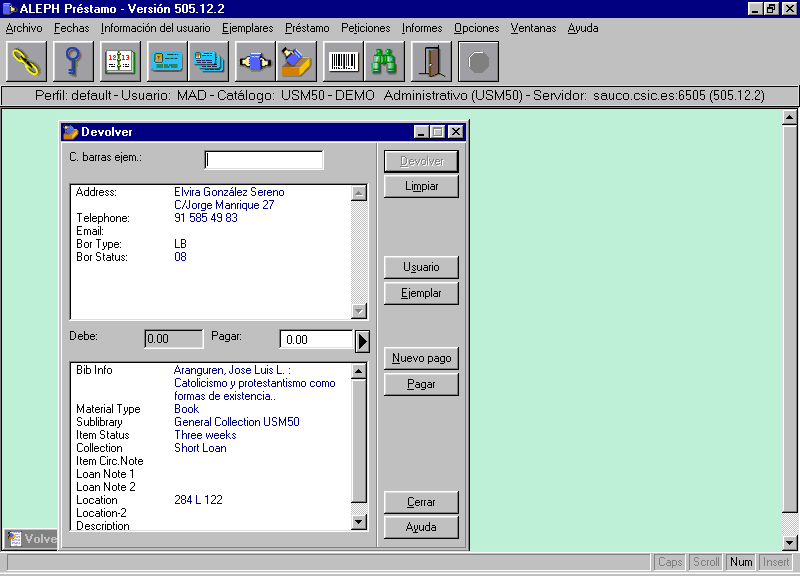 ALEPH Préstamo - Versión 505.12.2
Archivo Fechas Información del usuario Ejemplares Préstamo Peticiones Informes Opciones Ventanas Ayuda
Perfil: default - Usuario: MAD - Catálogo: USM50 - DEMO Administrativo (USM50) - Servidor: sauco.csic.es:6505 (505.12.2)
Devolver
C. barras ejem.:
Devolver
Limpiar
Address: Elvira González Sereno
C/Jorge Manrique 27
Telephone: 91 585 49 83
Email:
Bor Type: LB
Bor Status: 08
Usuario
Ejemplar
Debe: 0.00 Pagar: 0.00
Nuevo pago
Pagar
Bib Info Aranguren, Jose Luis L. :
Catolicismo y protestantismo como
formas de existencia..
Material Type Book
Sublibrary General Collection USM50
Item Status Three weeks
Collection Short Loan
Item Circ.Note
Loan Note 1
Loan Note 2
Location 284 L 122
Location-2
Description
Cerrar
Ayuda
Volve
Caps Scroll Num Insert